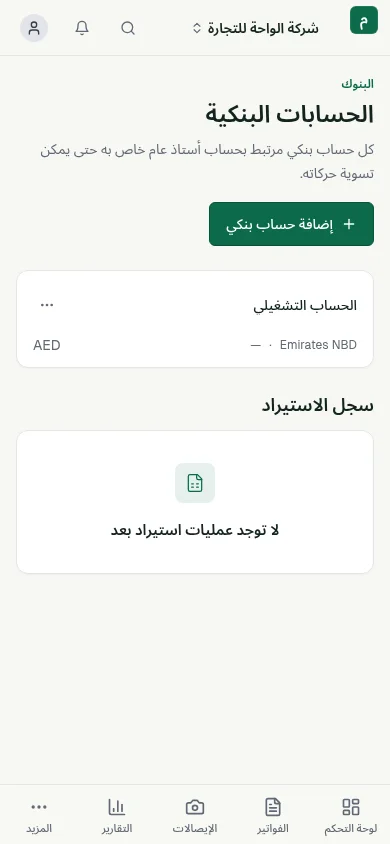 م
شركة الواحة للتجارة
البنوك
الحسابات البنكية
كل حساب بنكي مرتبط بحساب أستاذ عام خاص به حتى يمكن
تسوية حركاته.
+ إضافة حساب بنكي
الحساب التشغيلي
Emirates NBD · —
AED
سجل الاستيراد
لا توجد عمليات استيراد بعد
لوحة التحكم
الفواتير
الإيصالات
التقارير
المزيد